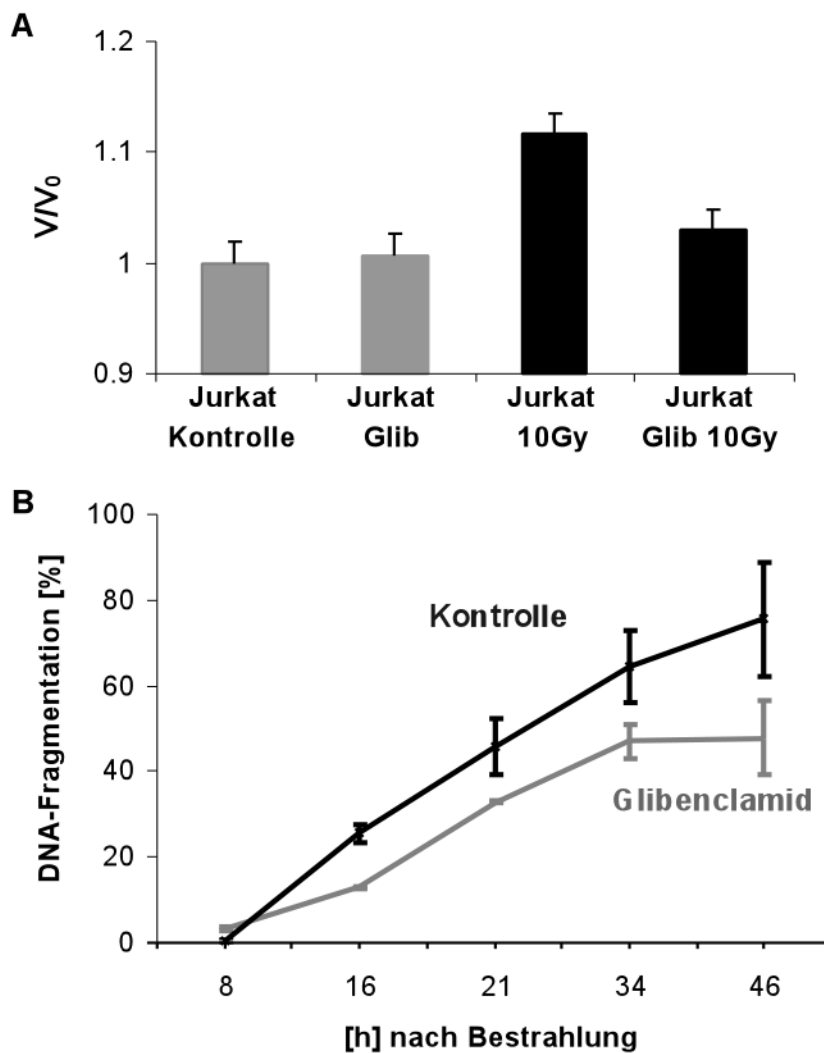 A
1.2
1.1
1
0.9
V/V₀
Jurkat Jurkat Jurkat Jurkat
Kontrolle Glib 10Gy Glib 10Gy
B
100
80
60
40
20
0
DNA-Fragmentation [%]
Kontrolle
Glibenclamid
8 16 21 34 46
[h] nach Bestrahlung